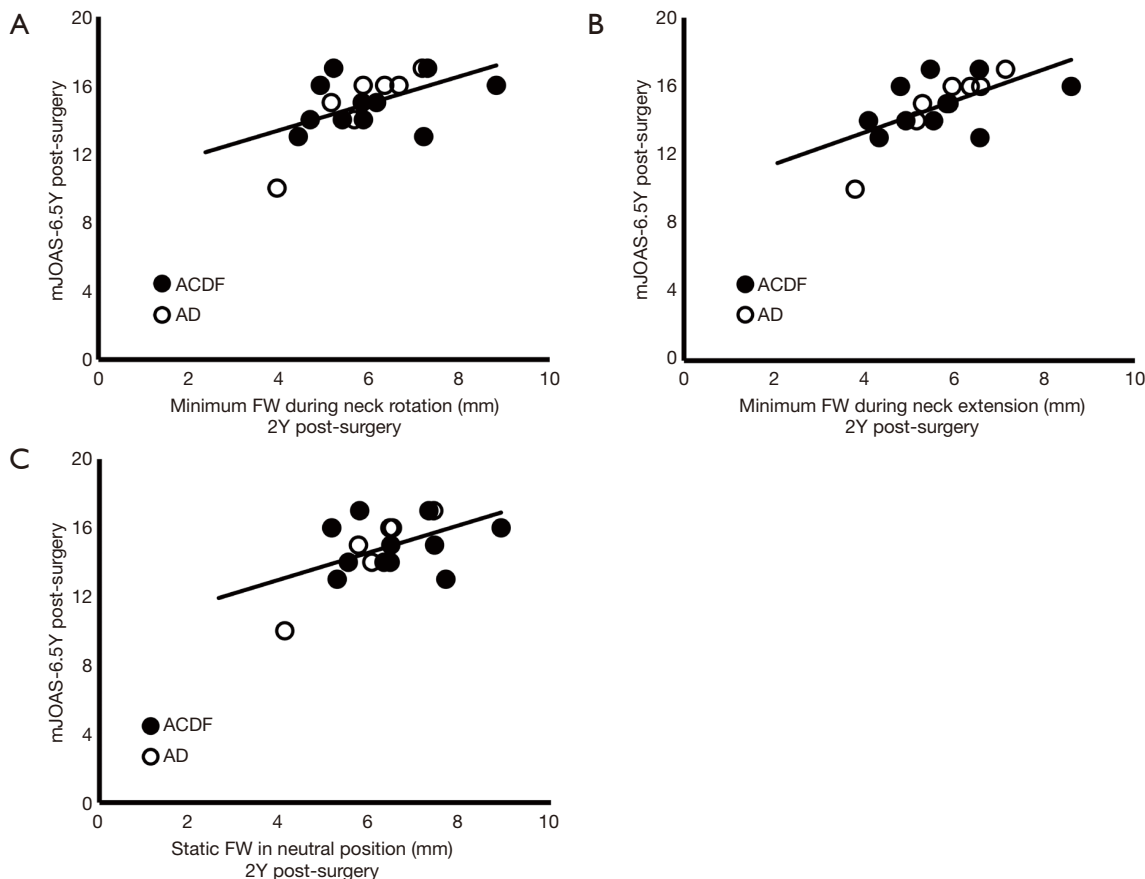 A
20
16
12
8
4
0
mJOAS-6.5Y post-surgery
ACDF
AD
0 2 4 6 8 10
Minimum FW during neck rotation (mm)
2Y post-surgery
B
20
16
12
8
4
0
mJOAS-6.5Y post-surgery
ACDF
AD
0 2 4 6 8 10
Minimum FW during neck extension (mm)
2Y post-surgery
C
20
16
12
8
4
0
mJOAS-6.5Y post-surgery
ACDF
AD
0 2 4 6 8 10
Static FW in neutral position (mm)
2Y post-surgery